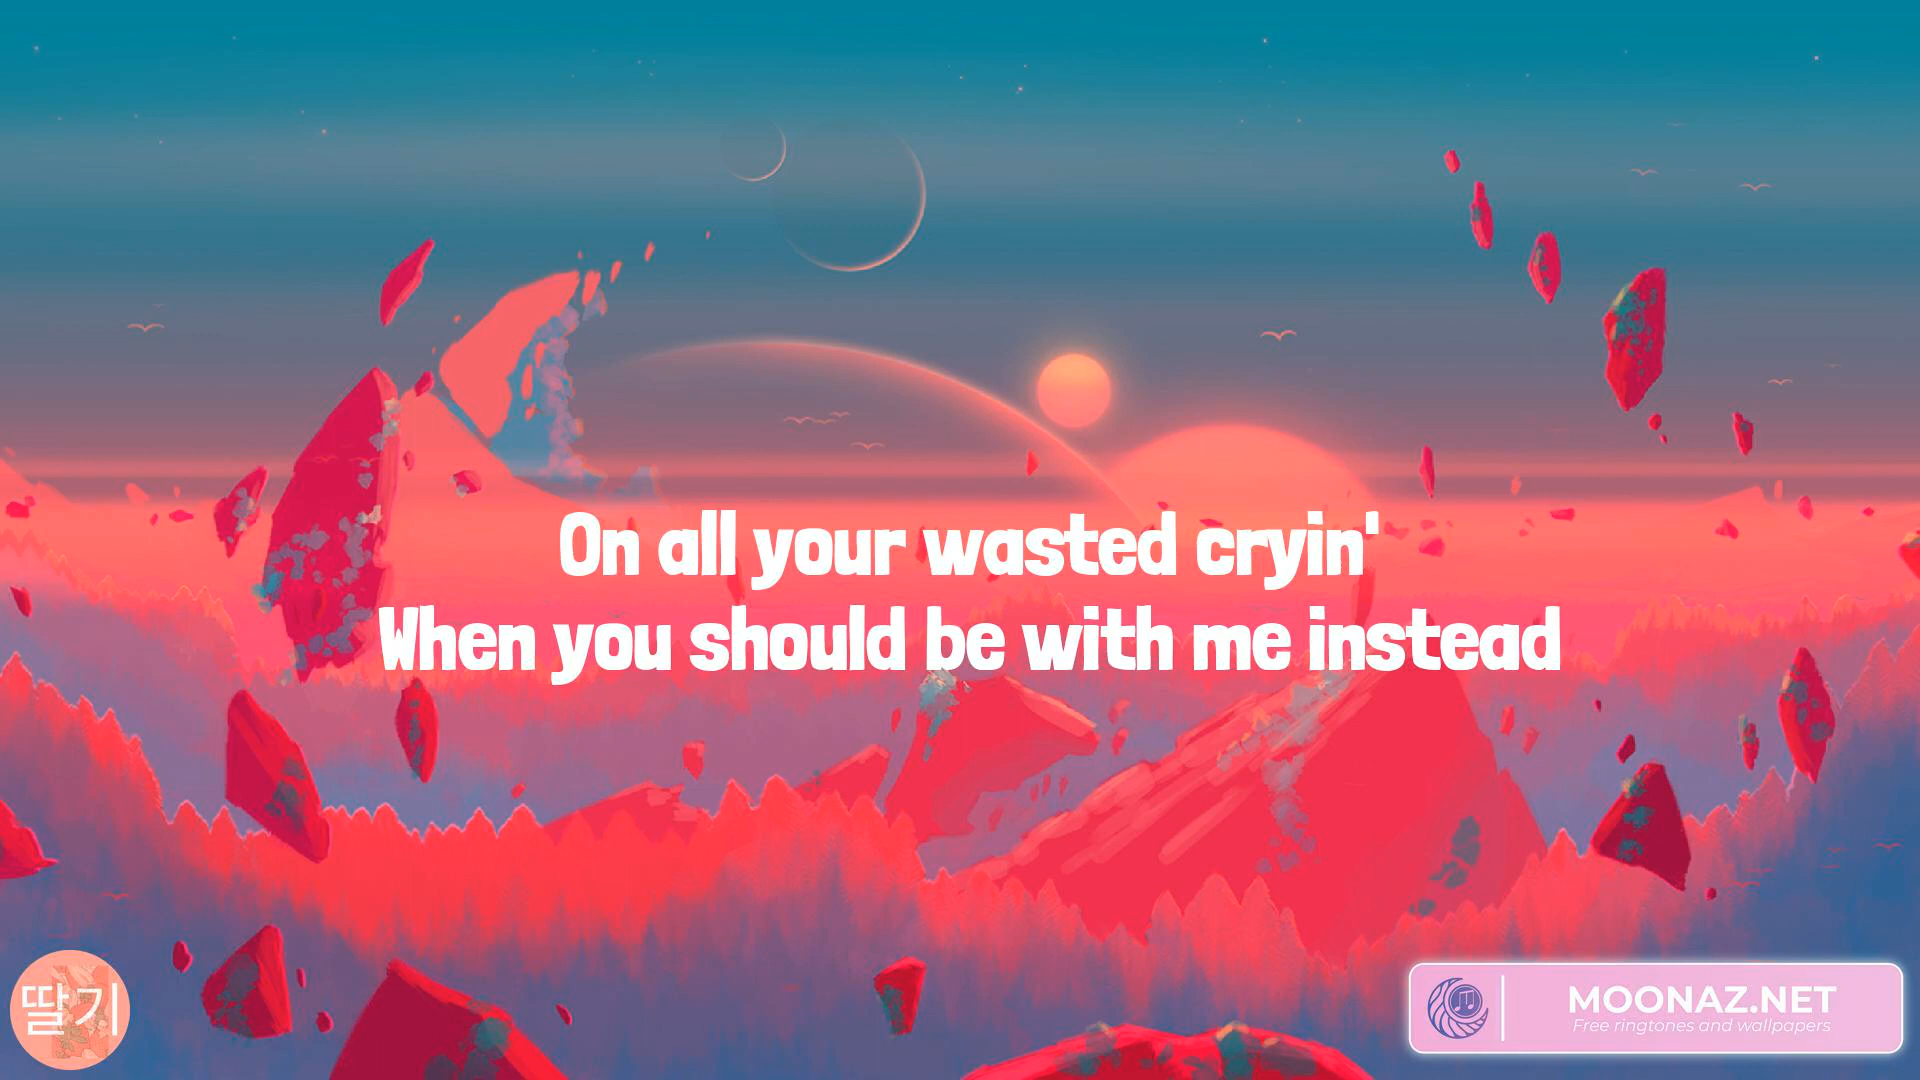 On all your wasted cryin'
When you should be with me instead
딸기
MOONAZ.NET
Free ringtones and wallpapers